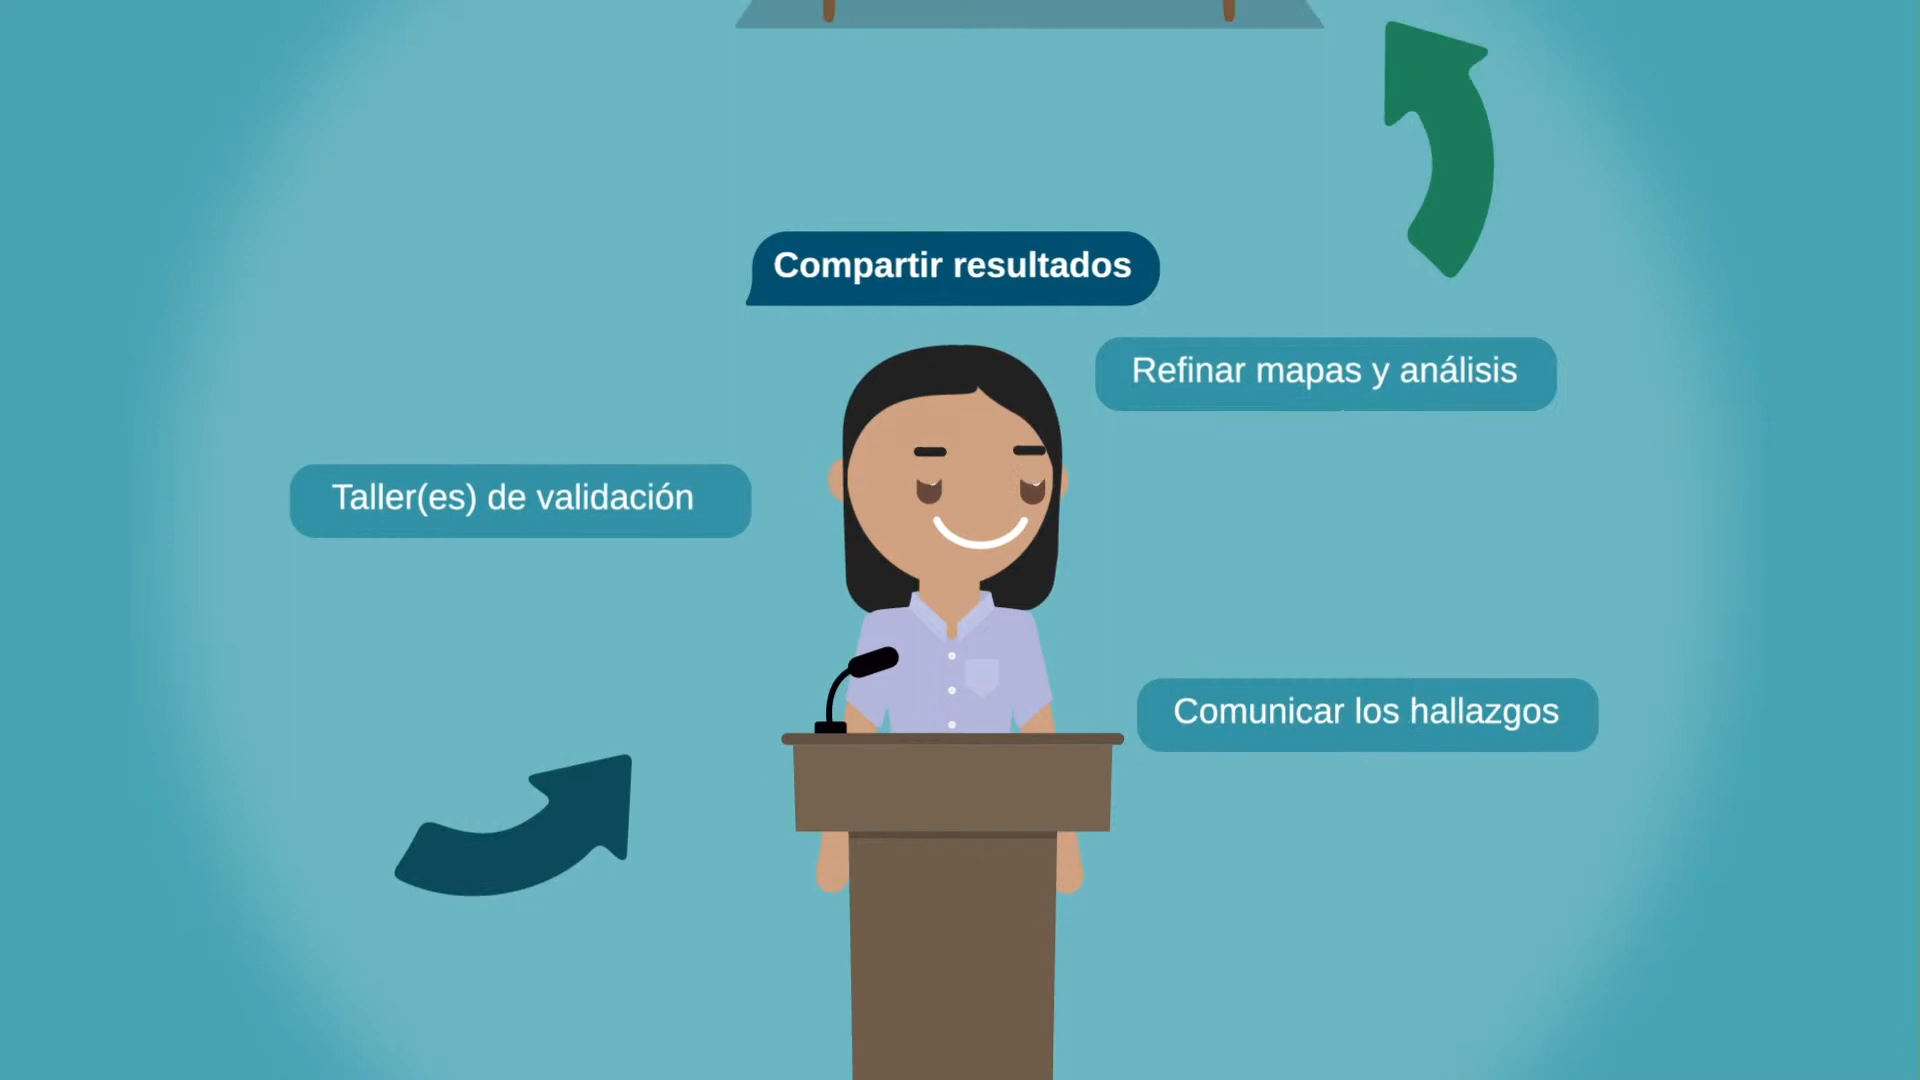 Compartir resultados
Refinar mapas y análisis
Taller(es) de validación
Comunicar los hallazgos